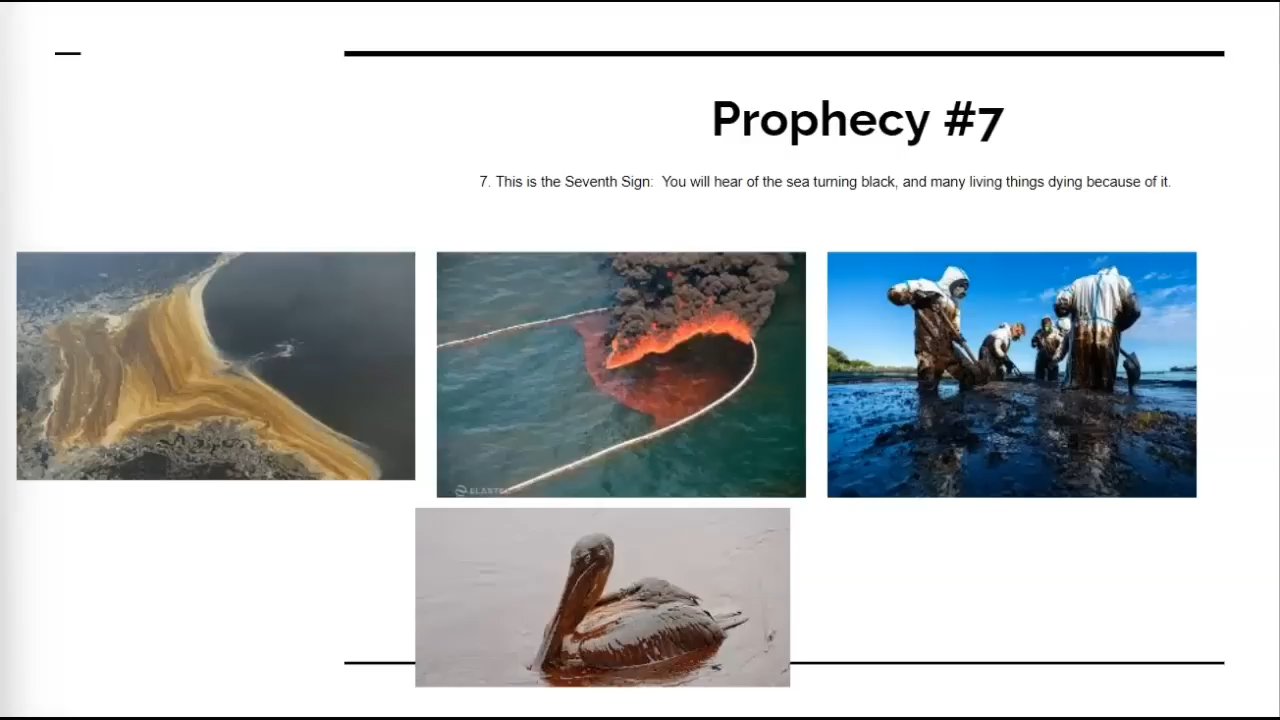 Prophecy #7
7. This is the Seventh Sign:  You will hear of the sea turning black, and many living things dying because of it.